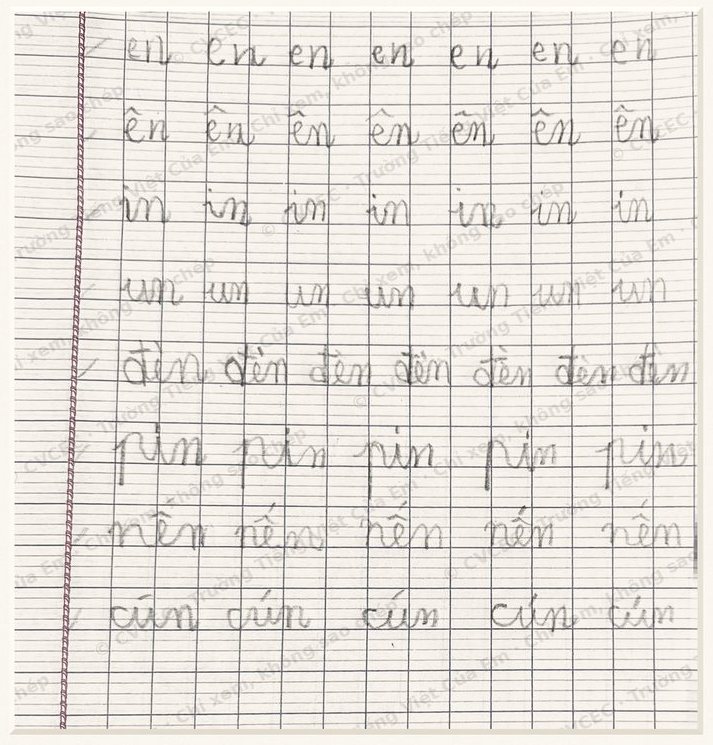 en en en en en en en
ên ên ên ên ên ên ên
in in in in in in in
un un un un un un un
đèn đèn đèn đèn đèn đèn đèn
pin pin pin pin pin
nến nến nến nến nến
cún cún cún cún cún